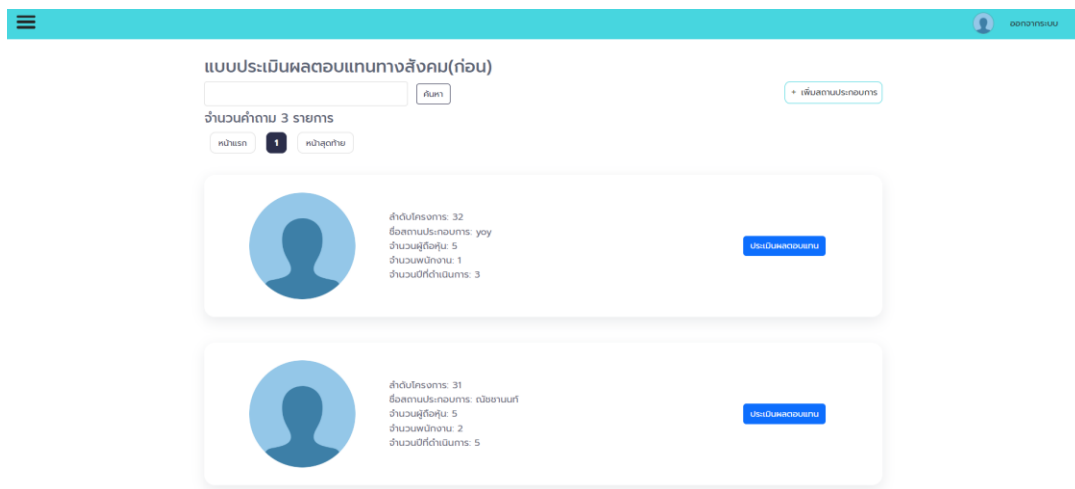 ออกจากระบบ
แบบประเมินผลตอบแทนทางสังคม(ก่อน)
ค้นหา
+ เพิ่มสถานประกอบการ
จำนวนคำถาม 3 รายการ
หน้าแรก 1 หน้าสุดท้าย
ลำดับโครงการ: 32
ชื่อสถานประกอบการ: yoy
จำนวนผู้ถือหุ้น: 5
จำนวนพนักงาน: 1
จำนวนปีที่ดำเนินการ: 3
ประเมินผลตอบแทน
ลำดับโครงการ: 31
ชื่อสถานประกอบการ: ณัชชานนท์
จำนวนผู้ถือหุ้น: 5
จำนวนพนักงาน: 2
จำนวนปีที่ดำเนินการ: 5
ประเมินผลตอบแทน